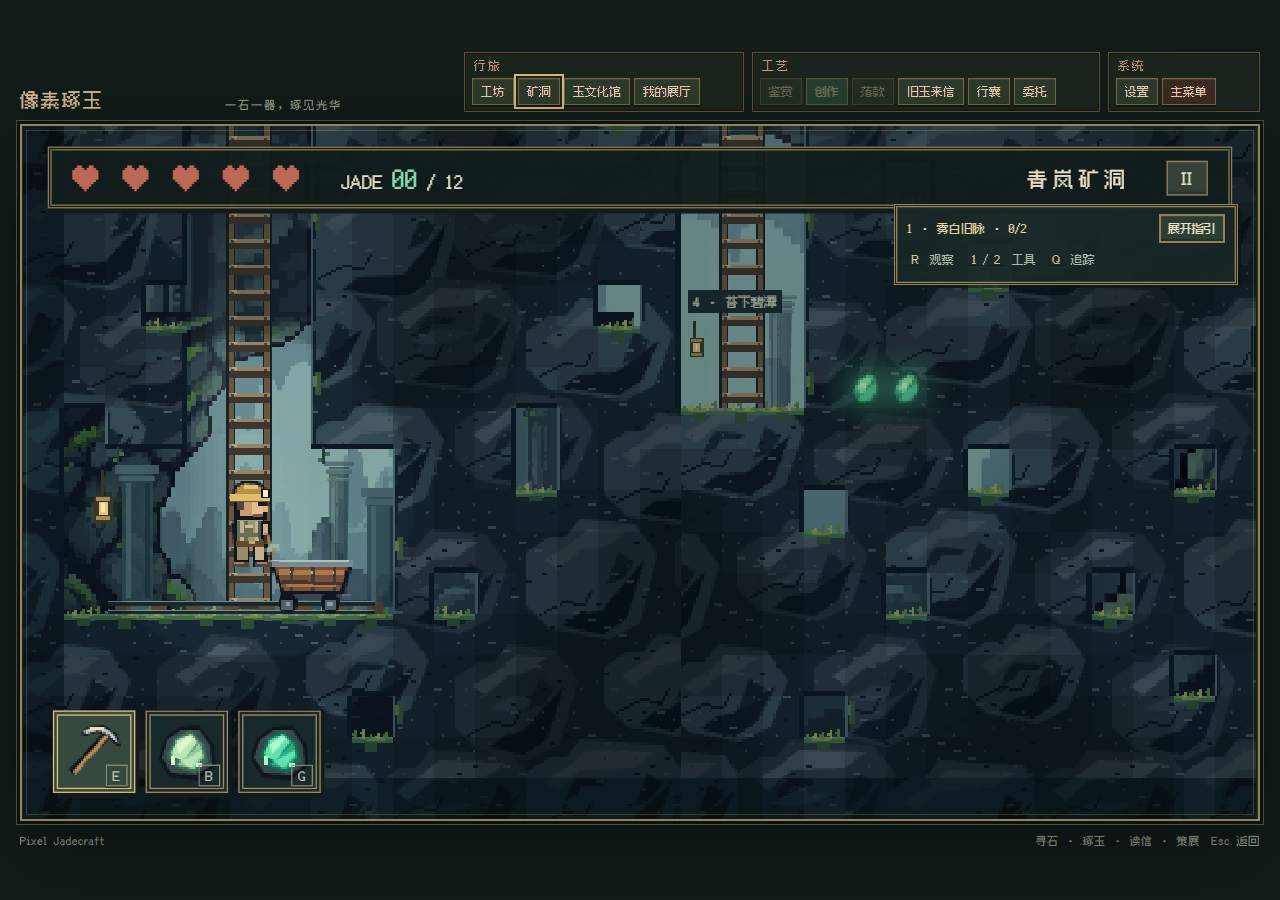 行旅
工艺
系统
像素琢玉
一石一器，琢见光华
工坊
矿洞
玉文化馆
我的展厅
鉴赏
创作
落款
旧玉来信
行囊
委托
设置
主菜单
JADE 00 / 12
青岚矿洞
II
1 · 雾白旧脉 · 0/2
展开指引
R 观察 1/2 工具 Q 追踪
4 · 苔下碧潭
E
B
G
Pixel Jadecraft
寻石 · 琢玉 · 读信 · 策展 Esc 返回